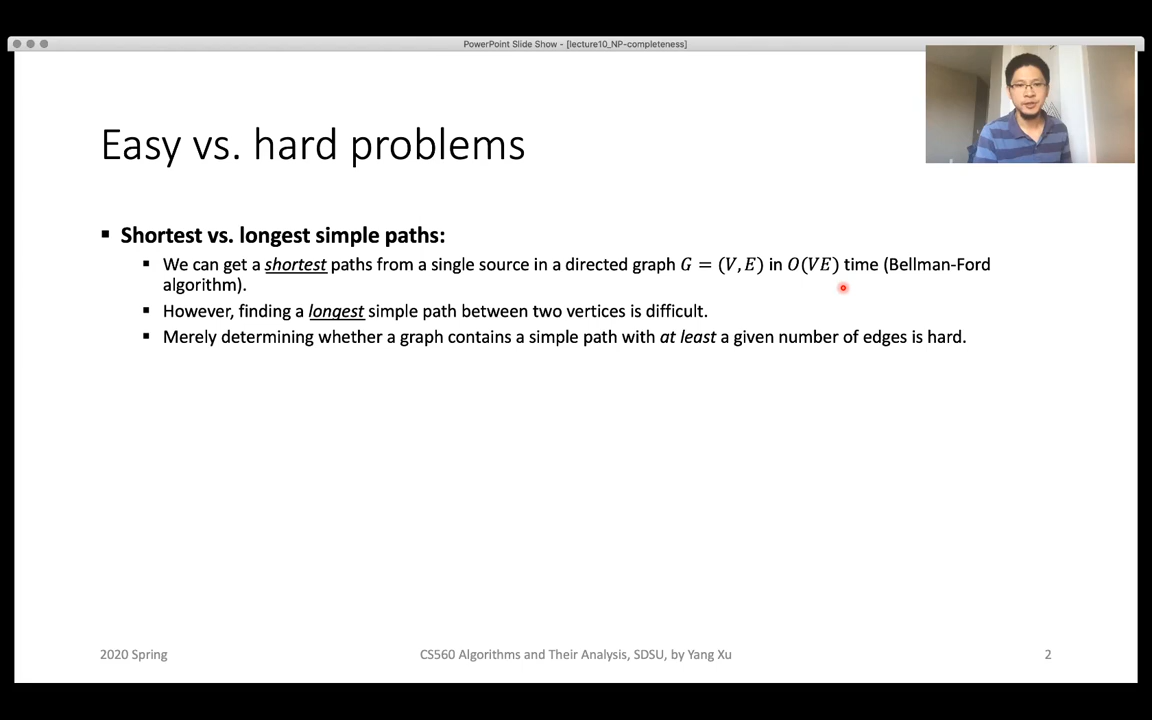 PowerPoint Slide Show - [lecture10_NP-completeness]
Easy vs. hard problems
▪ Shortest vs. longest simple paths:
▪ We can get a shortest paths from a single source in a directed graph G = (V, E) in O(VE) time (Bellman-Ford
algorithm).
▪ However, finding a longest simple path between two vertices is difficult.
▪ Merely determining whether a graph contains a simple path with at least a given number of edges is hard.
2020 Spring
CS560 Algorithms and Their Analysis, SDSU, by Yang Xu
2